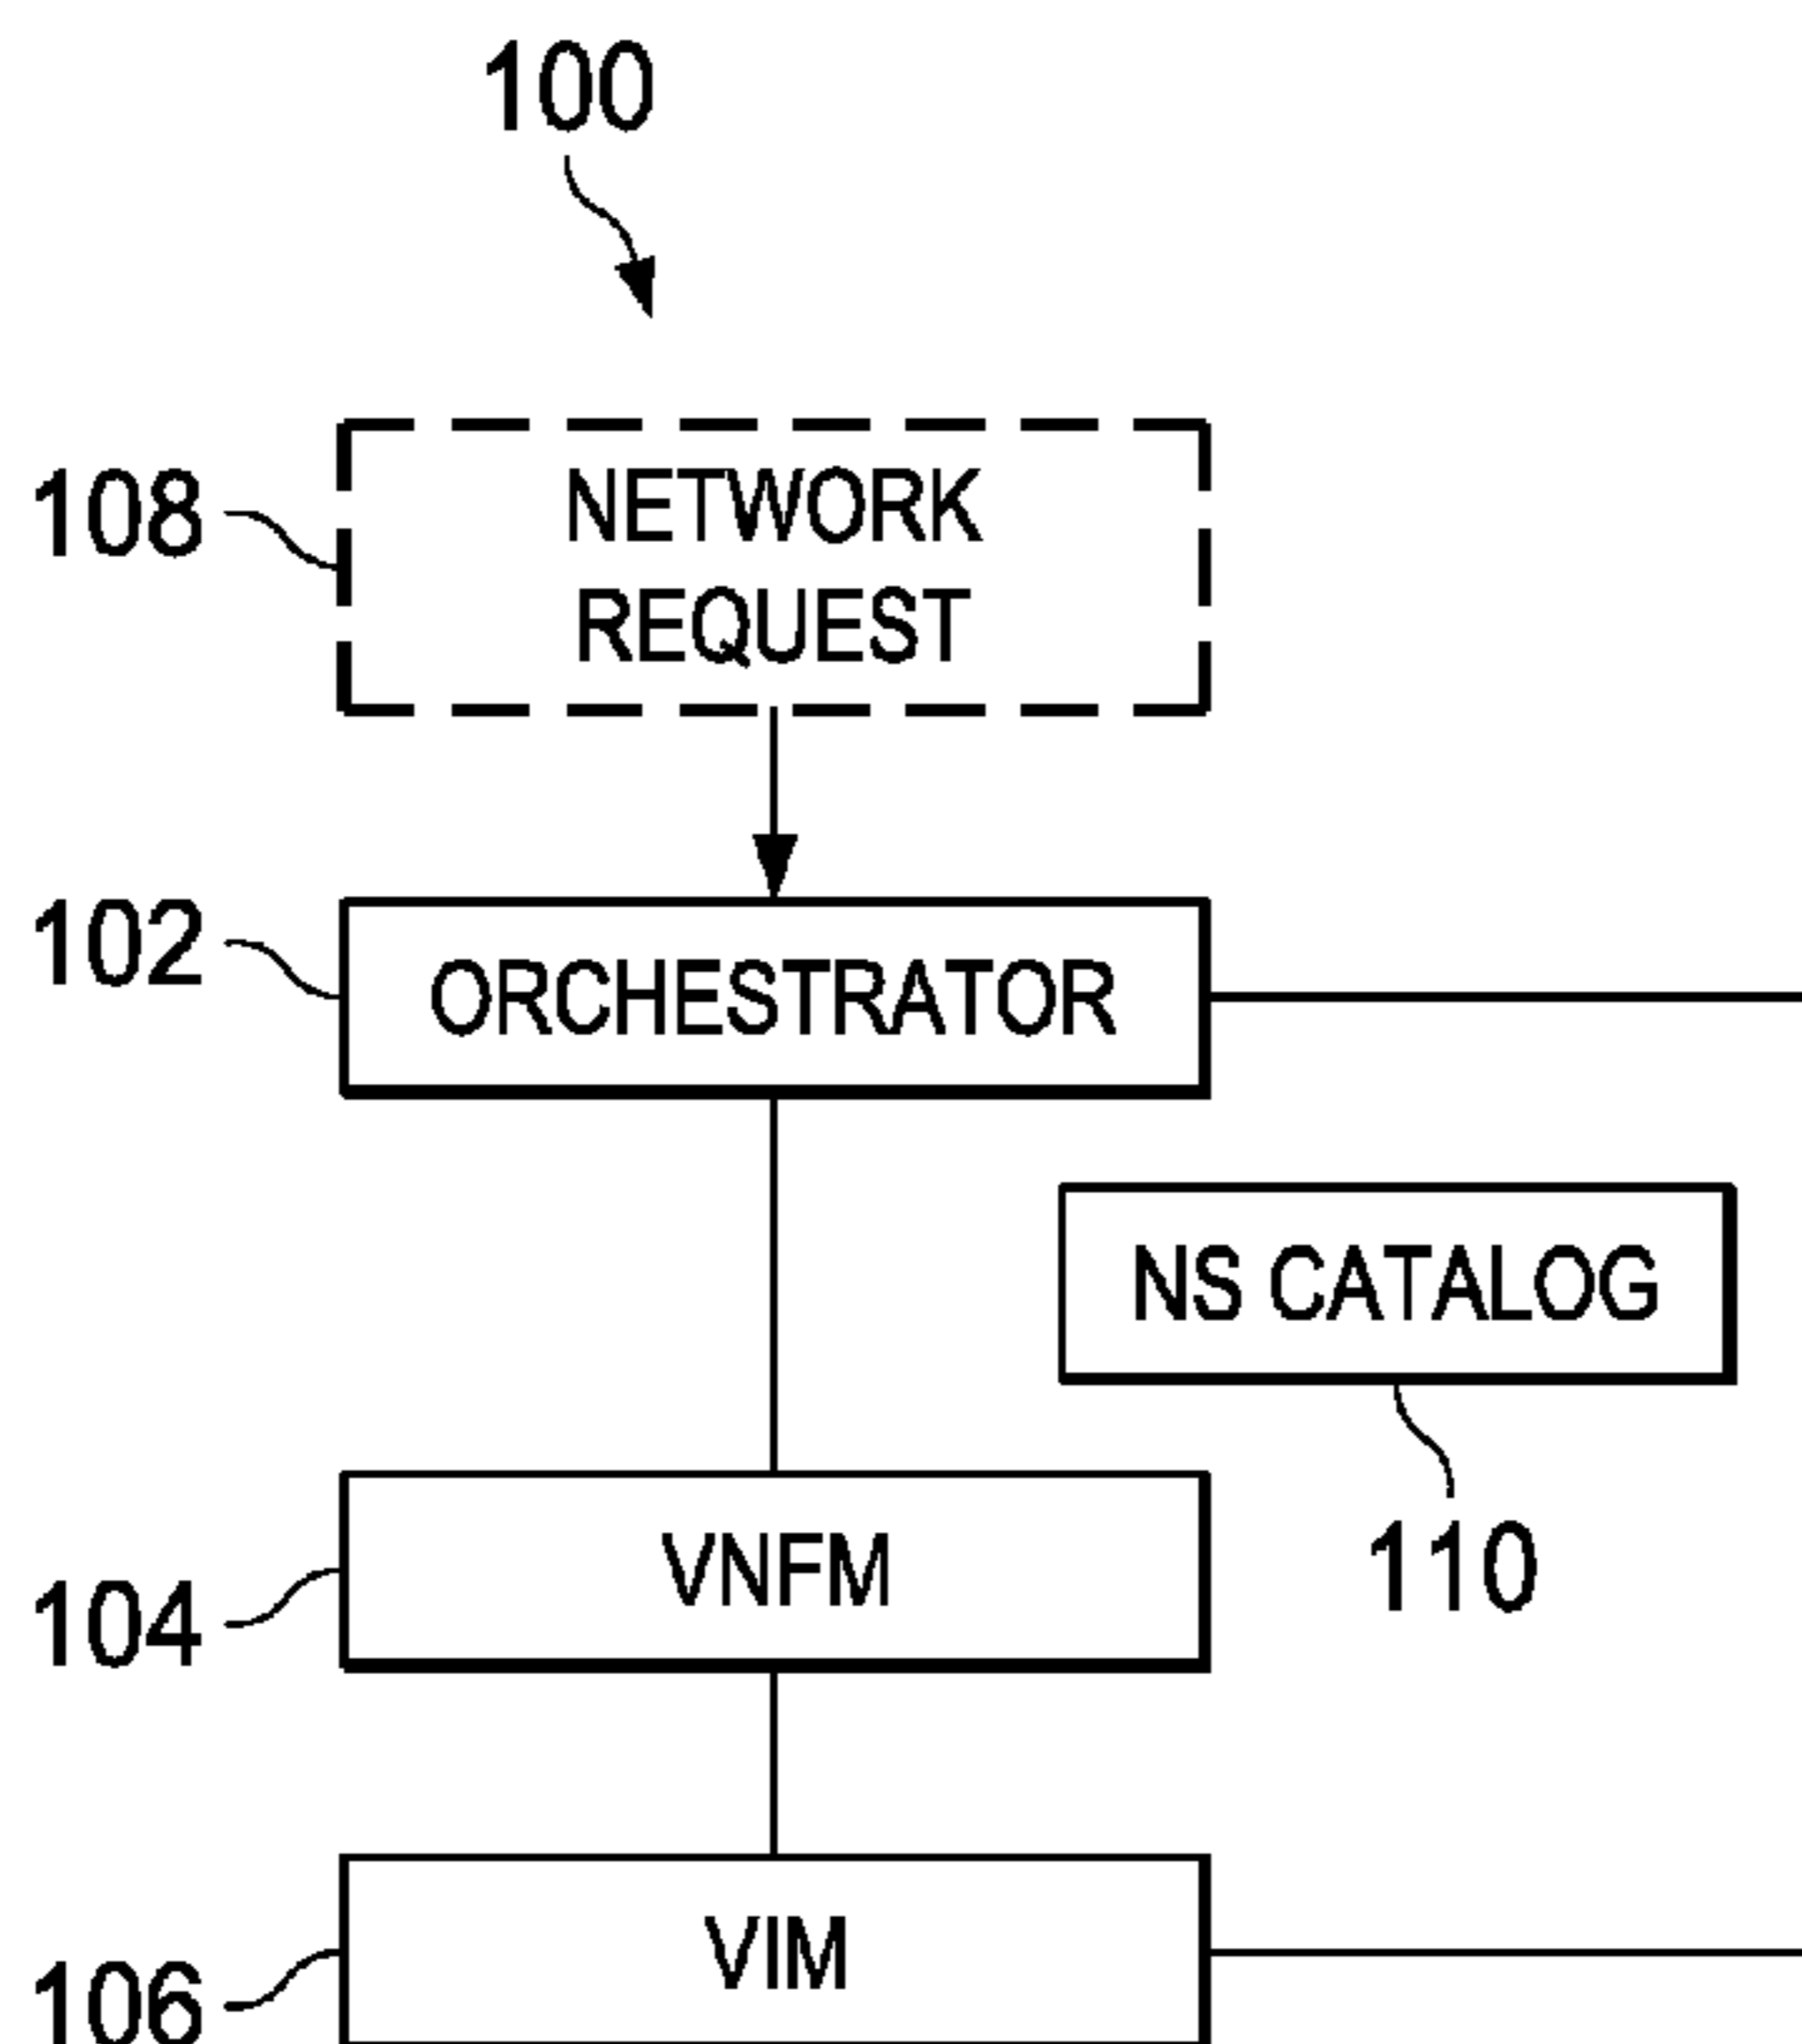 100
108
NETWORK
REQUEST
102
ORCHESTRATOR
NS CATALOG
110
104
VNFM
106
VIM